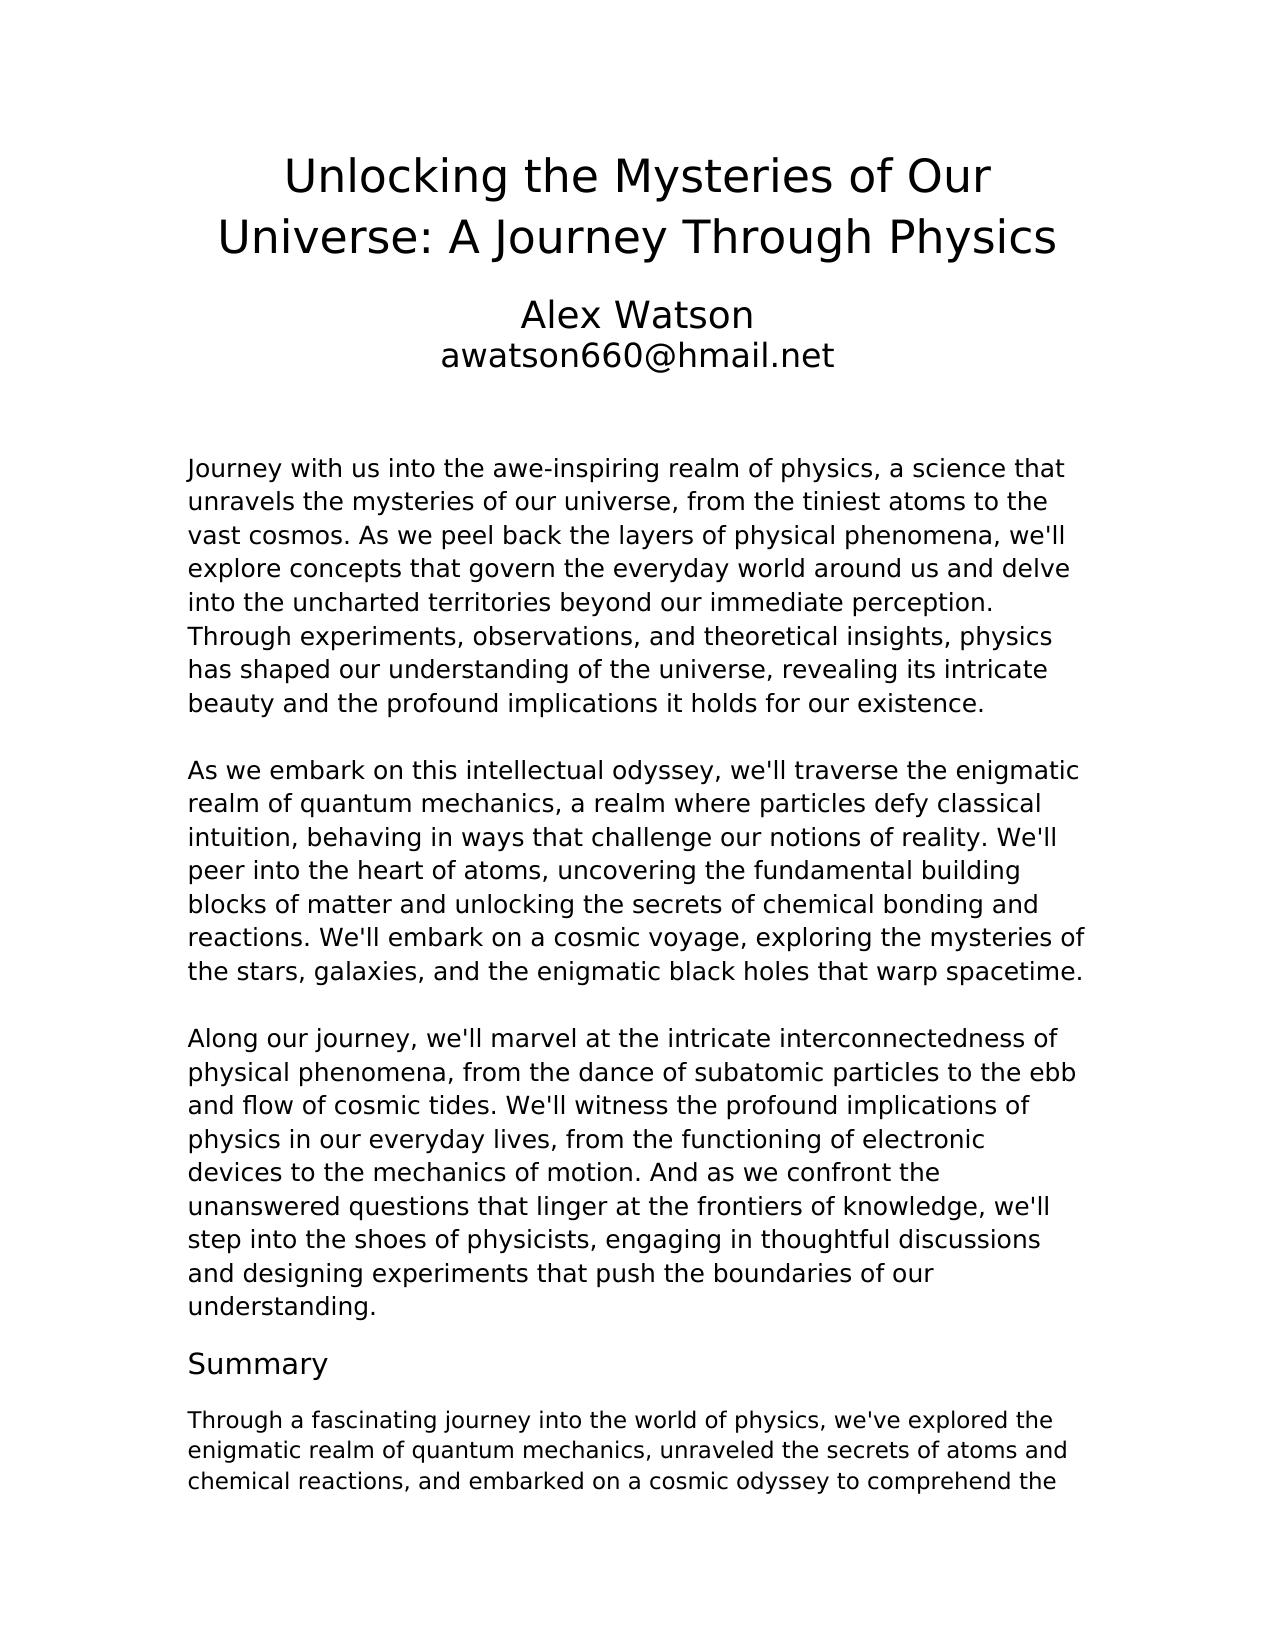 Unlocking the Mysteries of Our
Universe: A Journey Through Physics
Alex Watson
awatson660@hmail.net
Journey with us into the awe-inspiring realm of physics, a science that
unravels the mysteries of our universe, from the tiniest atoms to the
vast cosmos. As we peel back the layers of physical phenomena, we'll
explore concepts that govern the everyday world around us and delve
into the uncharted territories beyond our immediate perception.
Through experiments, observations, and theoretical insights, physics
has shaped our understanding of the universe, revealing its intricate
beauty and the profound implications it holds for our existence.
As we embark on this intellectual odyssey, we'll traverse the enigmatic
realm of quantum mechanics, a realm where particles defy classical
intuition, behaving in ways that challenge our notions of reality. We'll
peer into the heart of atoms, uncovering the fundamental building
blocks of matter and unlocking the secrets of chemical bonding and
reactions. We'll embark on a cosmic voyage, exploring the mysteries of
the stars, galaxies, and the enigmatic black holes that warp spacetime.
Along our journey, we'll marvel at the intricate interconnectedness of
physical phenomena, from the dance of subatomic particles to the ebb
and flow of cosmic tides. We'll witness the profound implications of
physics in our everyday lives, from the functioning of electronic
devices to the mechanics of motion. And as we confront the
unanswered questions that linger at the frontiers of knowledge, we'll
step into the shoes of physicists, engaging in thoughtful discussions
and designing experiments that push the boundaries of our
understanding.
Summary
Through a fascinating journey into the world of physics, we've explored the
enigmatic realm of quantum mechanics, unraveled the secrets of atoms and
chemical reactions, and embarked on a cosmic odyssey to comprehend the